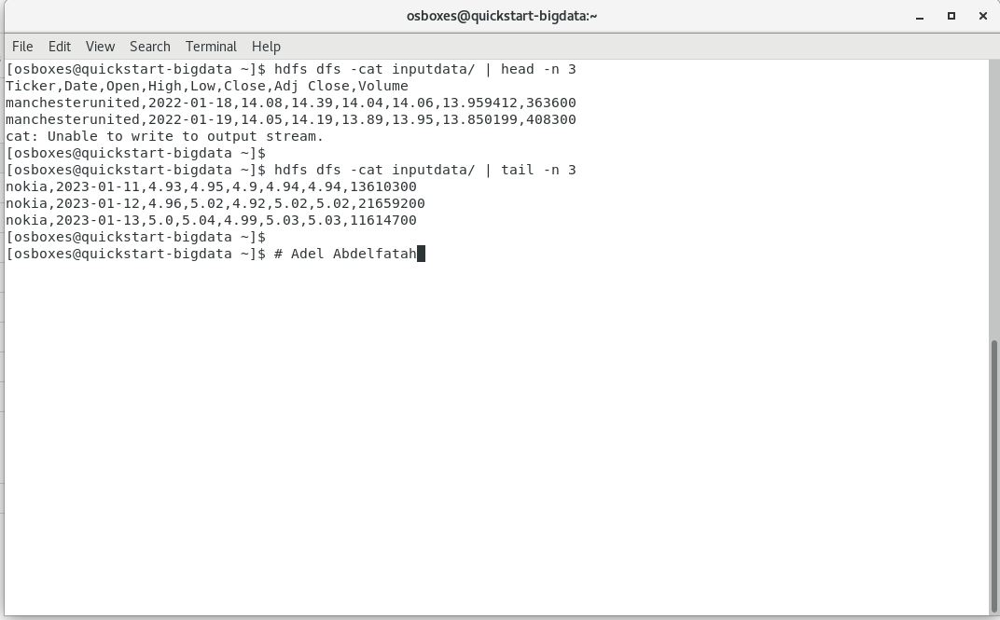 osboxes@quickstart-bigdata:~
File Edit View Search Terminal Help
[osboxes@quickstart-bigdata ~]$ hdfs dfs -cat inputdata/ | head -n 3
Ticker,Date,Open,High,Low,Close,Adj Close,Volume
manchesterunited,2022-01-18,14.08,14.39,14.04,14.06,13.959412,363600
manchesterunited,2022-01-19,14.05,14.19,13.89,13.95,13.850199,408300
cat: Unable to write to output stream.
[osboxes@quickstart-bigdata ~]$
[osboxes@quickstart-bigdata ~]$ hdfs dfs -cat inputdata/ | tail -n 3
nokia,2023-01-11,4.93,4.95,4.9,4.94,4.94,13610300
nokia,2023-01-12,4.96,5.02,4.92,5.02,5.02,21659200
nokia,2023-01-13,5.0,5.04,4.99,5.03,5.03,11614700
[osboxes@quickstart-bigdata ~]$
[osboxes@quickstart-bigdata ~]$ # Adel Abdelfatah